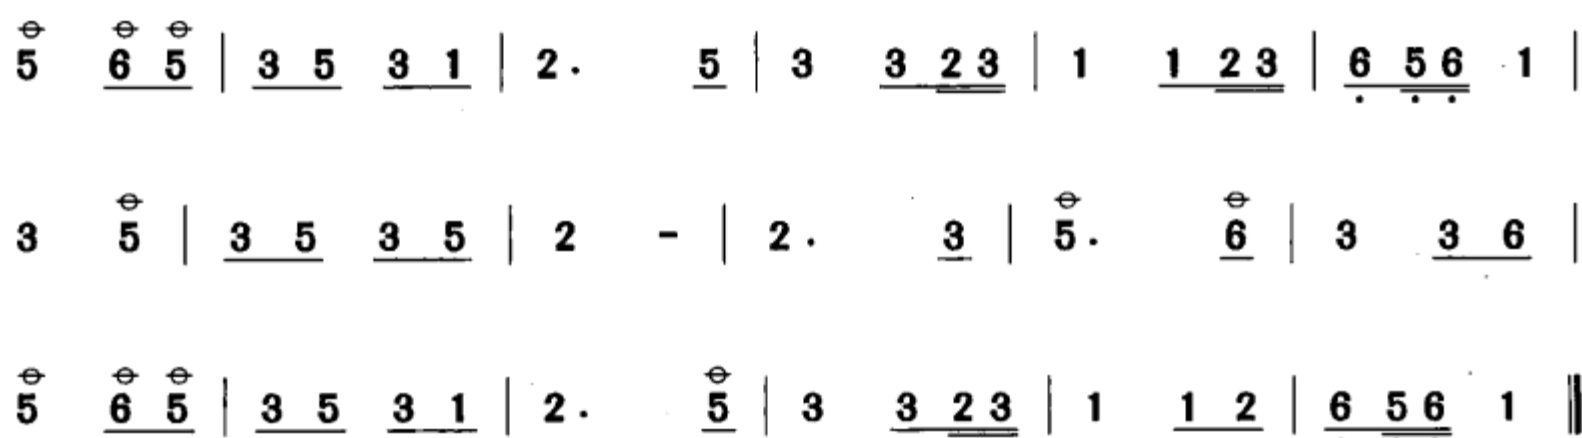 5 6 5 | 3 5 3 1 | 2. 5 | 3 3 2 3 | 1 1 2 3 | 6 5 6 1 |
3 5 | 3 5 3 5 | 2 - | 2. 3 | 5. 6 | 3 3 6 |
5 6 5 | 3 5 3 1 | 2. 5 | 3 3 2 3 | 1 1 2 | 6 5 6 1 ‖